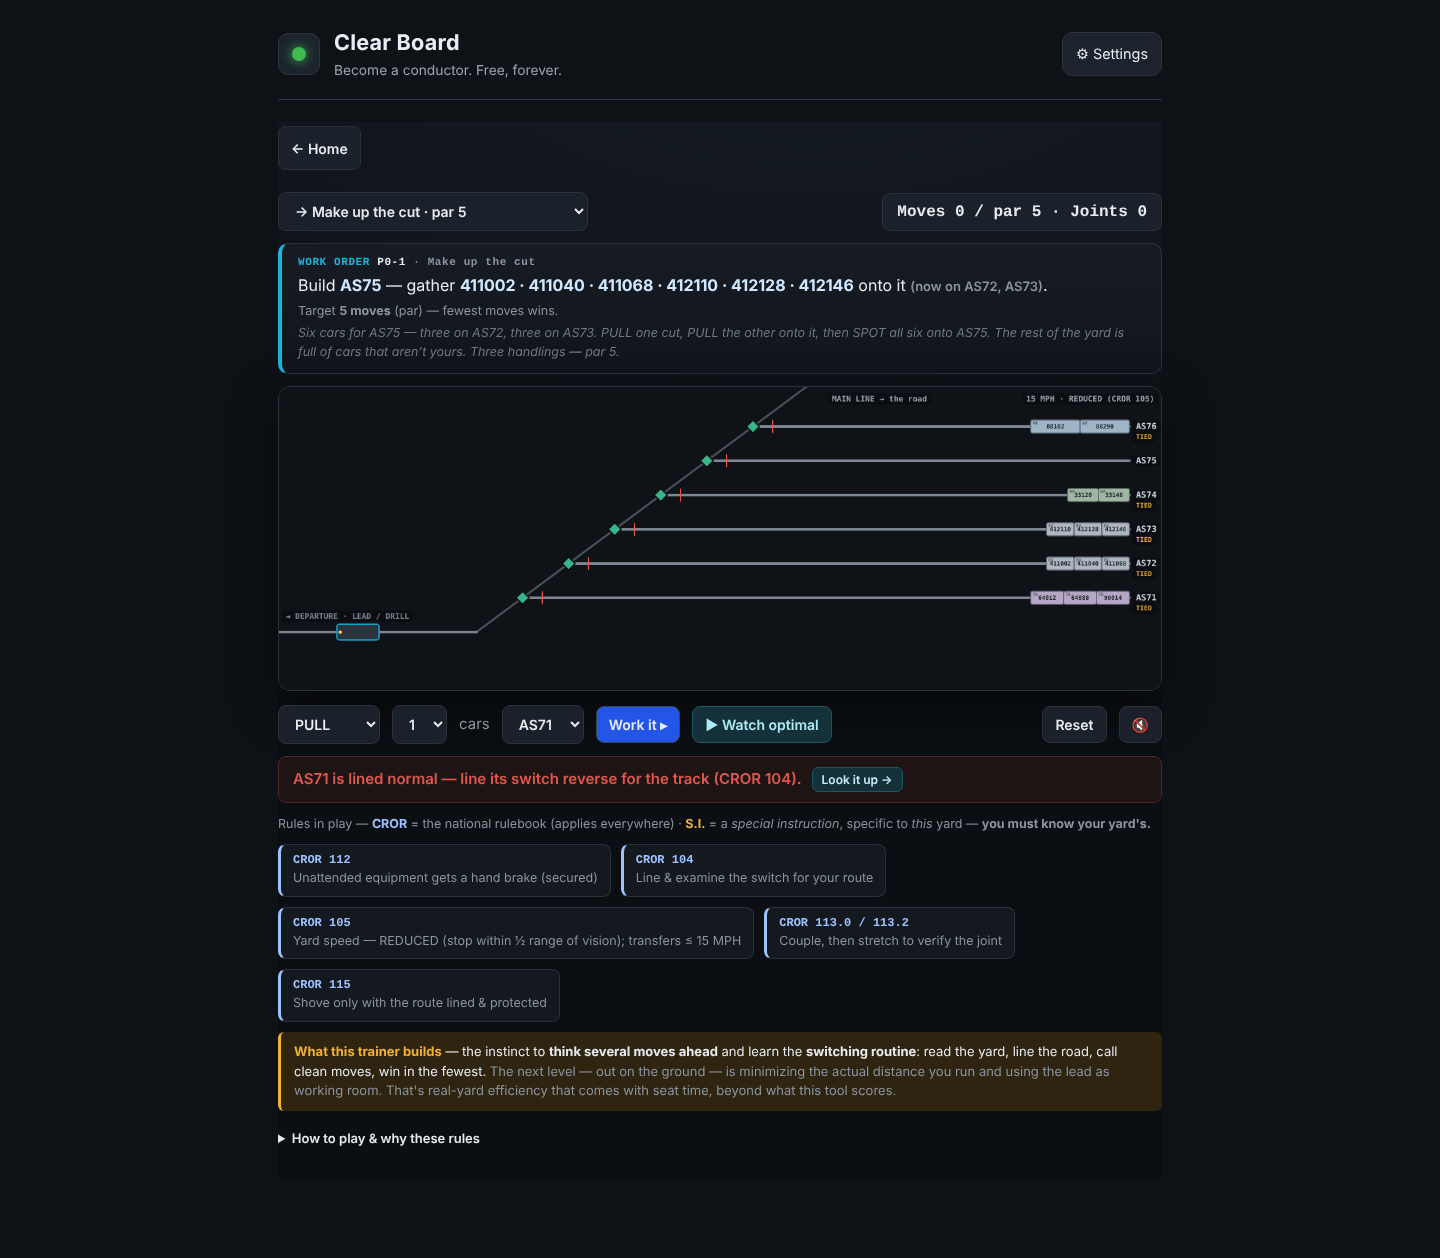 Clear Board
Become a conductor. Free, forever.
⚙ Settings
← Home
→ Make up the cut · par 5
Moves 0 / par 5 · Joints 0
WORK ORDER P0-1 · Make up the cut
Build AS75 — gather 411002 · 411040 · 411068 · 412110 · 412128 · 412146 onto it (now on AS72, AS73).
Target 5 moves (par) — fewest moves wins.
Six cars for AS75 — three on AS72, three on AS73. PULL one cut, PULL the other onto it, then SPOT all six onto AS75. The rest of the yard is
full of cars that aren't yours. Three handlings — par 5.
MAIN LINE → the road
15 MPH · REDUCED (CROR 105)
88102 88290 AS76
TIED
AS75
33120 33148 AS74
TIED
412110 412128 412146 AS73
TIED
411002 411040 411068 AS72
TIED
64012 64088 99014 AS71
TIED
◄ DEPARTURE · LEAD / DRILL
PULL 1 cars AS71 Work it ▸ ▶ Watch optimal Reset
AS71 is lined normal — line its switch reverse for the track (CROR 104). Look it up →
Rules in play — CROR = the national rulebook (applies everywhere) · S.I. = a special instruction, specific to this yard — you must know your yard's.
CROR 112
Unattended equipment gets a hand brake (secured)
CROR 104
Line & examine the switch for your route
CROR 105
Yard speed — REDUCED (stop within ½ range of vision); transfers ≤ 15 MPH
CROR 113.0 / 113.2
Couple, then stretch to verify the joint
CROR 115
Shove only with the route lined & protected
What this trainer builds — the instinct to think several moves ahead and learn the switching routine: read the yard, line the road, call
clean moves, win in the fewest. The next level — out on the ground — is minimizing the actual distance you run and using the lead as
working room. That's real-yard efficiency that comes with seat time, beyond what this tool scores.
▶ How to play & why these rules